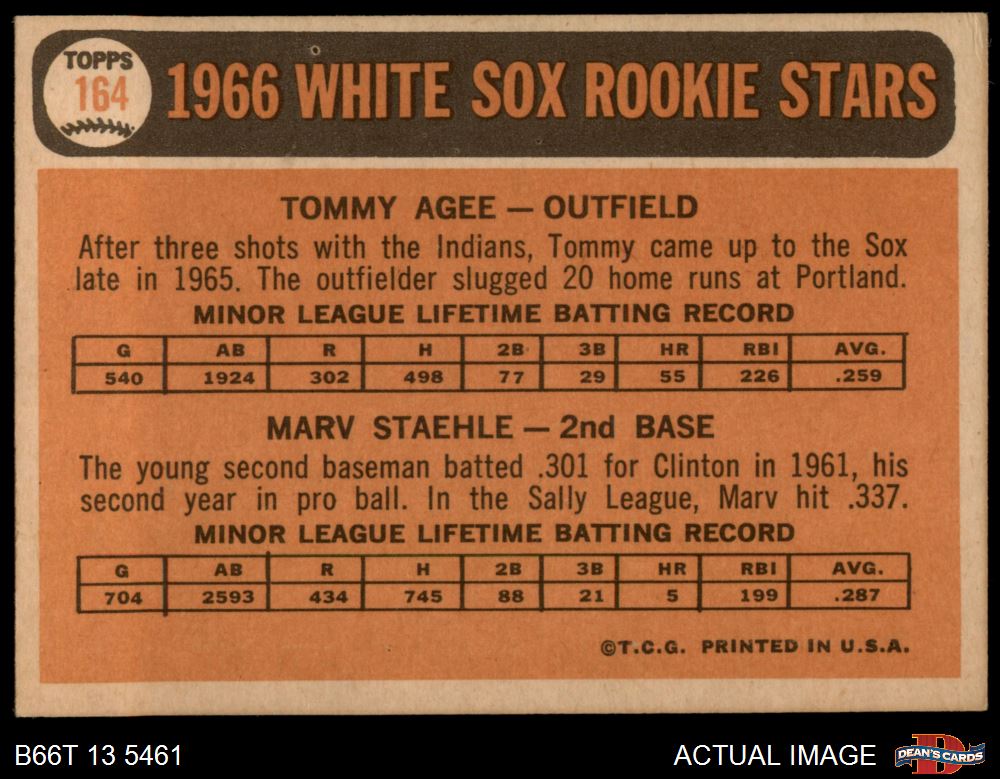 TOPPS
164
1966 WHITE SOX ROOKIE STARS
TOMMY AGEE — OUTFIELD
After three shots with the Indians, Tommy came up to the Sox
late in 1965. The outfielder slugged 20 home runs at Portland.
MINOR LEAGUE LIFETIME BATTING RECORD
G AB R H 2B 3B HR RBI AVG.
540 1924 302 498 77 29 55 226 .259
MARV STAEHLE — 2nd BASE
The young second baseman batted .301 for Clinton in 1961, his
second year in pro ball. In the Sally League, Marv hit .337.
MINOR LEAGUE LIFETIME BATTING RECORD
G AB R H 2B 3B HR RBI AVG.
704 2593 434 745 88 21 5 199 .287
©T.C.G. PRINTED IN U.S.A.
B66T 13 5461 ACTUAL IMAGE
D
DEAN'S CARDS